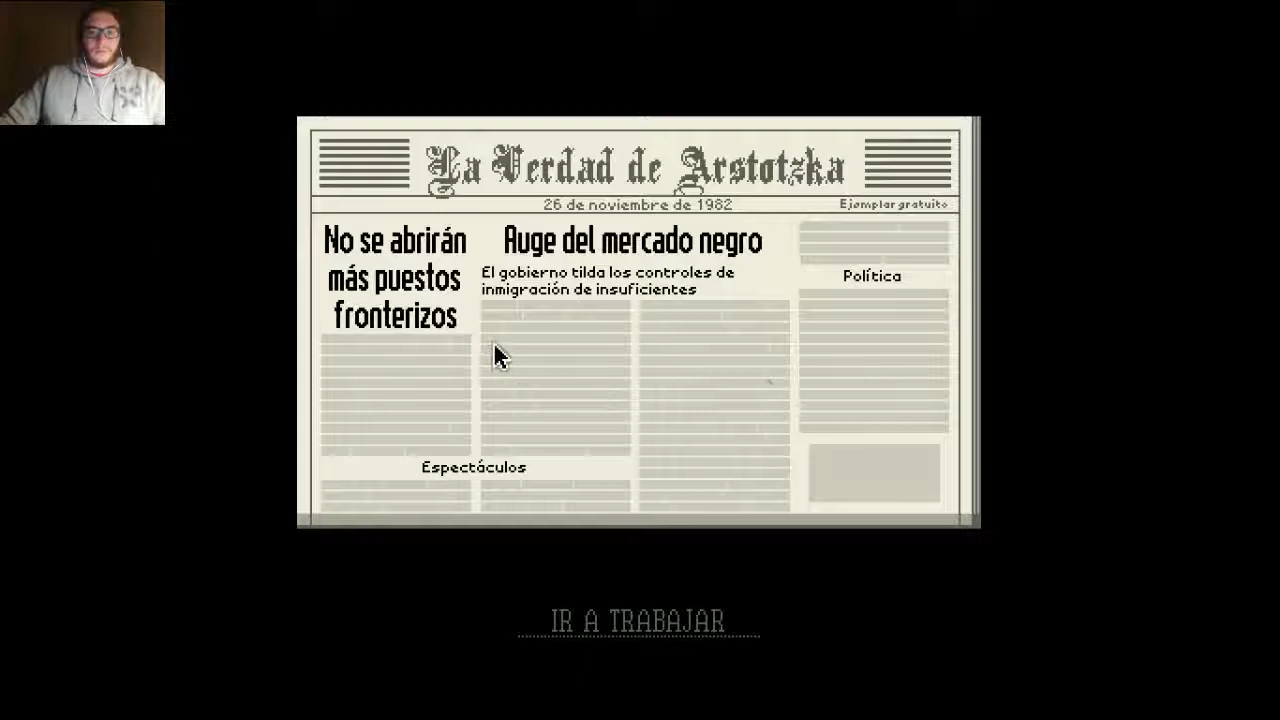 La Verdad de Arstotzka
26 de noviembre de 1982
Ejemplar gratuito
No se abrirán
más puestos
fronterizos
Auge del mercado negro
El gobierno tilda los controles de
inmigración de insuficientes
Política
Espectáculos
IR A TRABAJAR